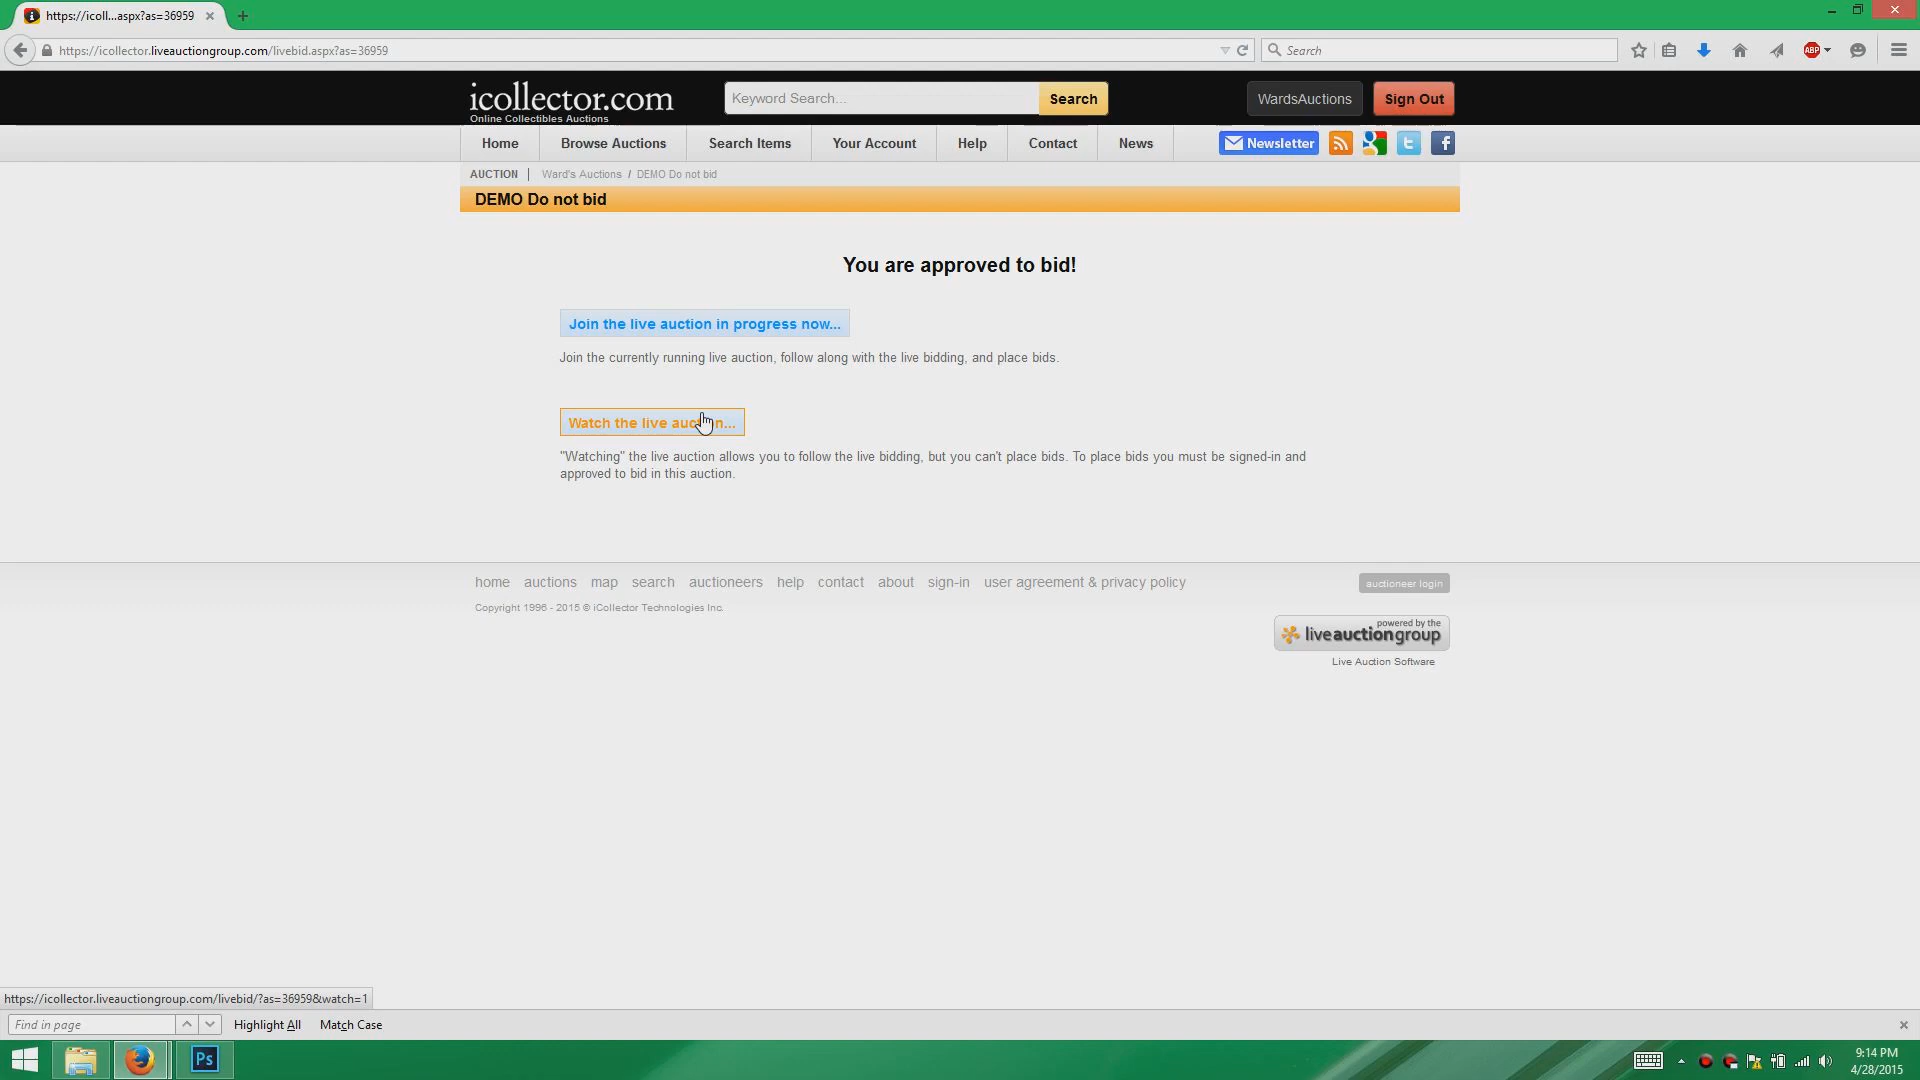 https://icoll...aspx?as=36959
https://icollector.liveauctiongroup.com/livebid.aspx?as=36959
Search
ABP
icollector.com
Online Collectibles Auctions
Keyword Search...
Search
WardsAuctions
Sign Out
Home
Browse Auctions
Search Items
Your Account
Help
Contact
News
Newsletter
AUCTION
Ward's Auctions / DEMO Do not bid
DEMO Do not bid
You are approved to bid!
Join the live auction in progress now...
Join the currently running live auction, follow along with the live bidding, and place bids.
Watch the live auction...
"Watching" the live auction allows you to follow the live bidding, but you can't place bids. To place bids you must be signed-in and
approved to bid in this auction.
home auctions map search auctioneers help contact about sign-in user agreement & privacy policy
auctioneer login
Copyright 1996 - 2015 © iCollector Technologies Inc.
powered by the
liveauctiongroup
Live Auction Software
https://icollector.liveauctiongroup.com/livebid/?as=36959&watch=1
Find in page
Highlight All
Match Case
Ps
9:14 PM
4/28/2015